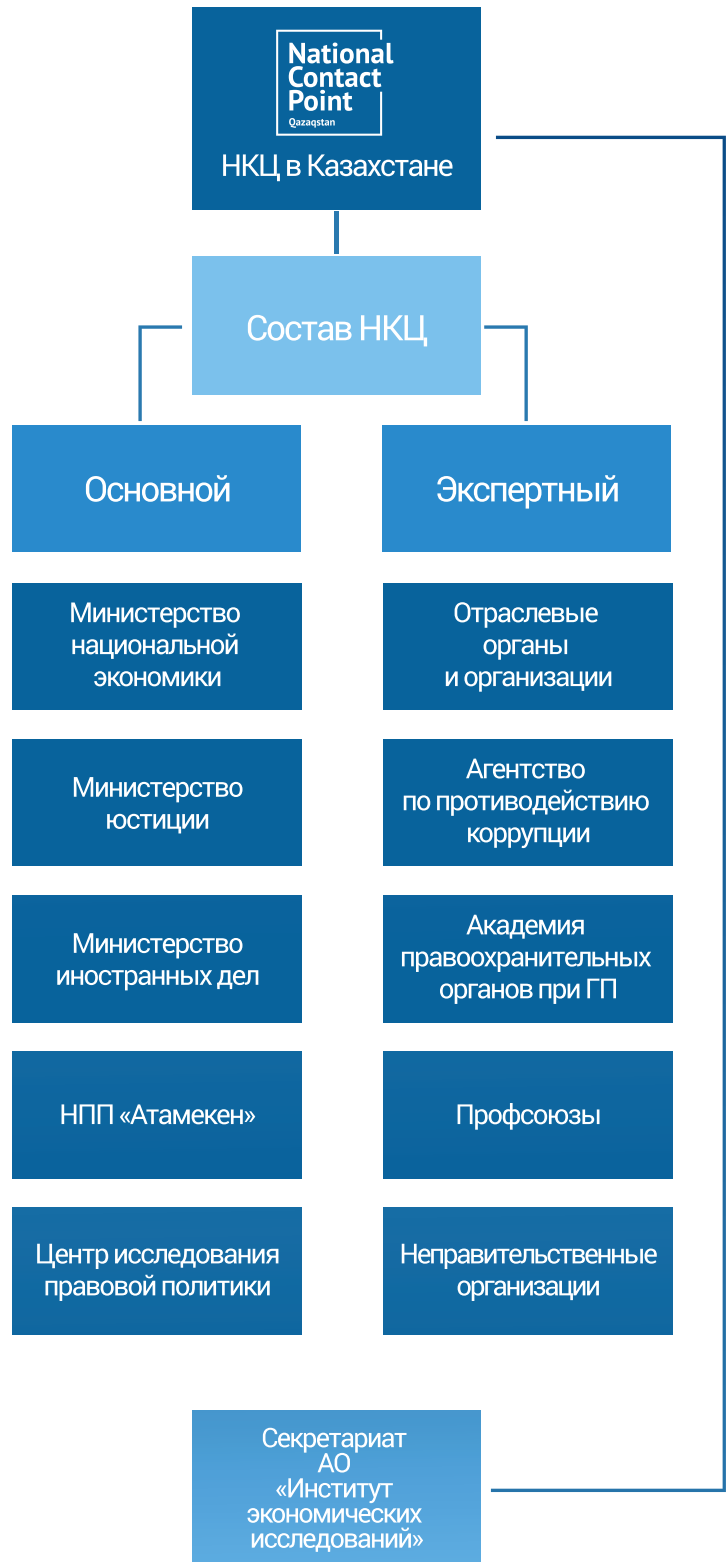 National
Contact
Point
Qazaqstan
НКЦ в Казахстане
Состав НКЦ
Основной
Министерство
национальной
экономики
Министерство
юстиции
Министерство
иностранных дел
НПП «Атамекен»
Центр исследования
правовой политики
Экспертный
Отраслевые
органы
и организации
Агентство
по противодействию
коррупции
Академия
правоохранительных
органов при ГП
Профсоюзы
Неправительственные
организации
Секретариат
АО
«Институт
экономических
исследований»